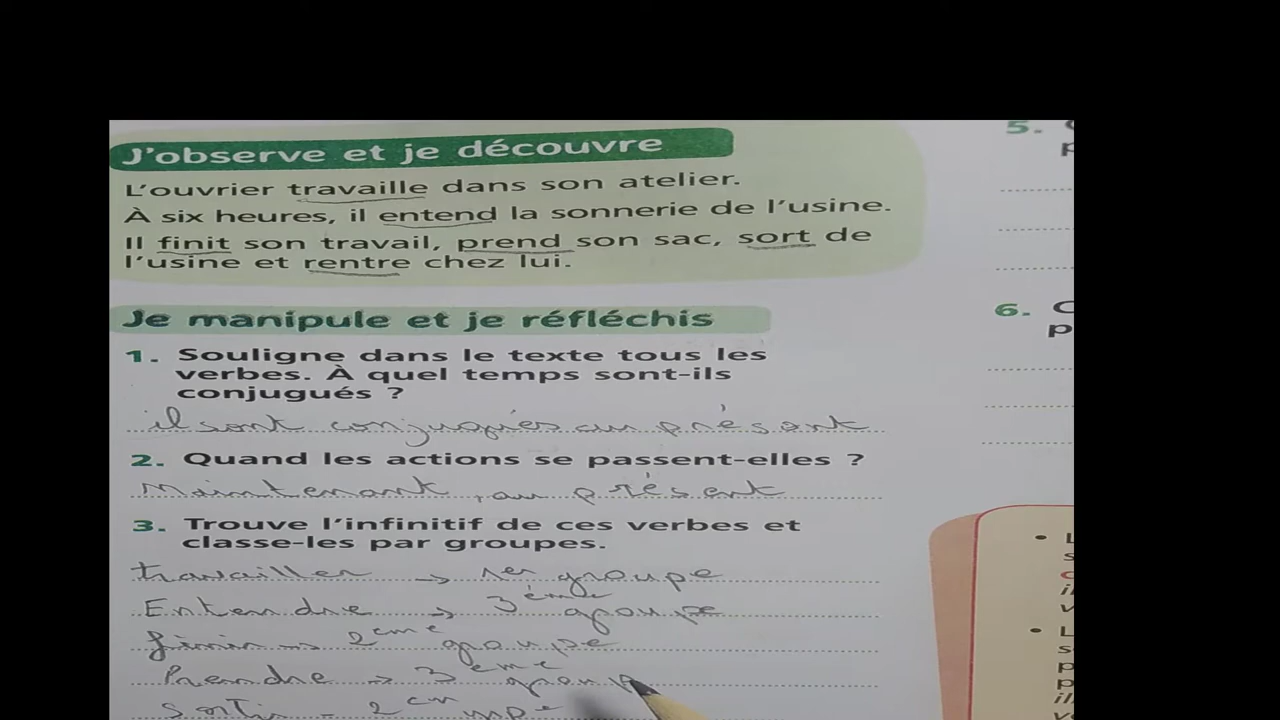 J'observe et je découvre
L'ouvrier travaille dans son atelier.
À six heures, il entend la sonnerie de l'usine.
Il finit son travail, prend son sac, sort de
l'usine et rentre chez lui.
Je manipule et je réfléchis
1. Souligne dans le texte tous les
verbes. À quel temps sont-ils
conjugués ?
il sont conjugués au présent
2. Quand les actions se passent-elles ?
Maintenant, au présent
3. Trouve l'infinitif de ces verbes et
classe-les par groupes.
travailler → 1er groupe
Entendre → 3ème groupe
finir → 2ème groupe
Prendre → 3ème group
2em
5.
6.